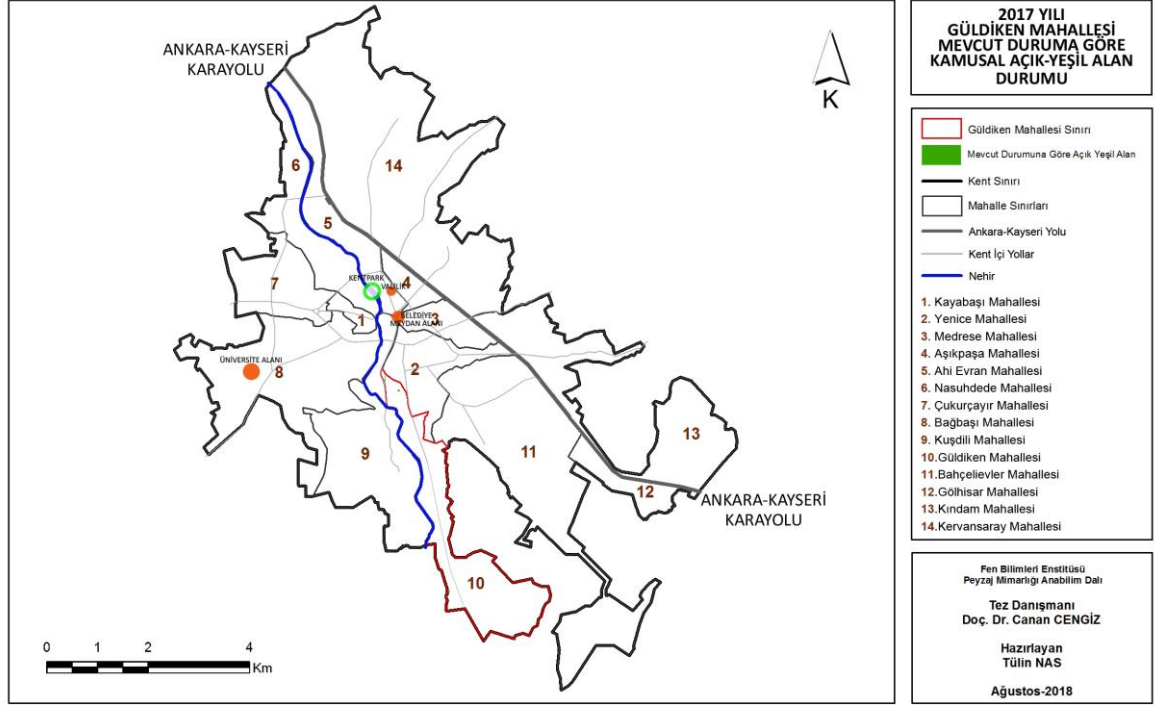 ANKARA-KAYSERİ
KARAYOLU
K
6
14
5
7
KENTPARK
VALİLİK
4
1
BELEDİYE
MEYDAN ALANI
3
ÜNİVERSİTE ALANI
8
2
9
11
13
12
ANKARA-KAYSERİ
KARAYOLU
10
0 1 2 4
Km
2017 YILI
GÜLDİKEN MAHALLESİ
MEVCUT DURUMA GÖRE
KAMUSAL AÇIK-YEŞİL ALAN
DURUMU
Güldiken Mahallesi Sınırı
Mevcut Durumuna Göre Açık Yeşil Alan
Kent Sınırı
Mahalle Sınırları
Ankara-Kayseri Yolu
Kent İçi Yollar
Nehir
1. Kayabaşı Mahallesi
2. Yenice Mahallesi
3. Medrese Mahallesi
4. Aşıkpaşa Mahallesi
5. Ahi Evran Mahallesi
6. Nasuhdede Mahallesi
7. Çukurçayır Mahallesi
8. Bağbaşı Mahallesi
9. Kuşdili Mahallesi
10.Güldiken Mahallesi
11.Bahçelievler Mahallesi
12.Gölhisar Mahallesi
13.Kındam Mahallesi
14.Kervansaray Mahallesi
Fen Bilimleri Enstitüsü
Peyzaj Mimarlığı Anabilim Dalı
Tez Danışmanı
Doç. Dr. Canan CENGİZ
Hazırlayan
Tülin NAS
Ağustos-2018